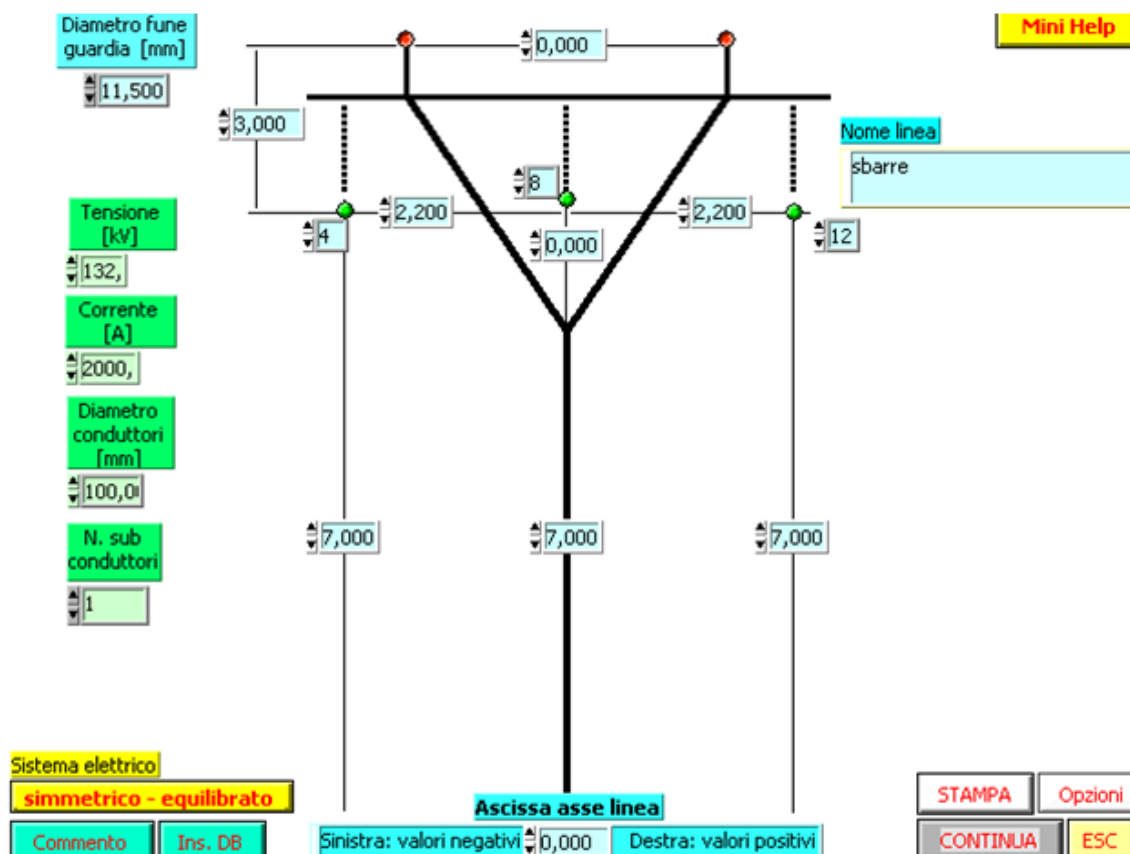 Diametro fune
guardia [mm]
11,500
0,000
Mini Help
3,000
Nome linea
sbarre
8
Tensione
[kV]
132,
2,200
2,200
4
0,000
12
Corrente
[A]
2000,
Diametro
conduttori
[mm]
100,0
N. sub
conduttori
1
7,000
7,000
7,000
Sistema elettrico
simmetrico - equilibrato
Commento
Ins. DB
Ascissa asse linea
Sinistra: valori negativi
0,000
Destra: valori positivi
STAMPA
Opzioni
CONTINUA
ESC